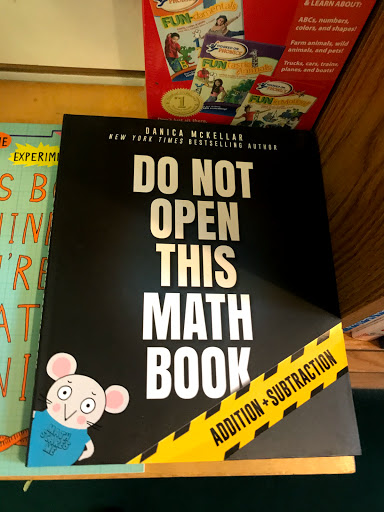 & LEARN ABOUT!
ABCs, numbers,
colors, and shapes!
Farm animals, wild
animals, and pets!
Trucks, cars, trains,
planes, and boats!
#1
EXPERIM
DANICA McKELLAR
NEW YORK TIMES BESTSELLING AUTHOR
DO NOT
OPEN
THIS
MATH
BOOK
ADDITION + SUBTRACTION